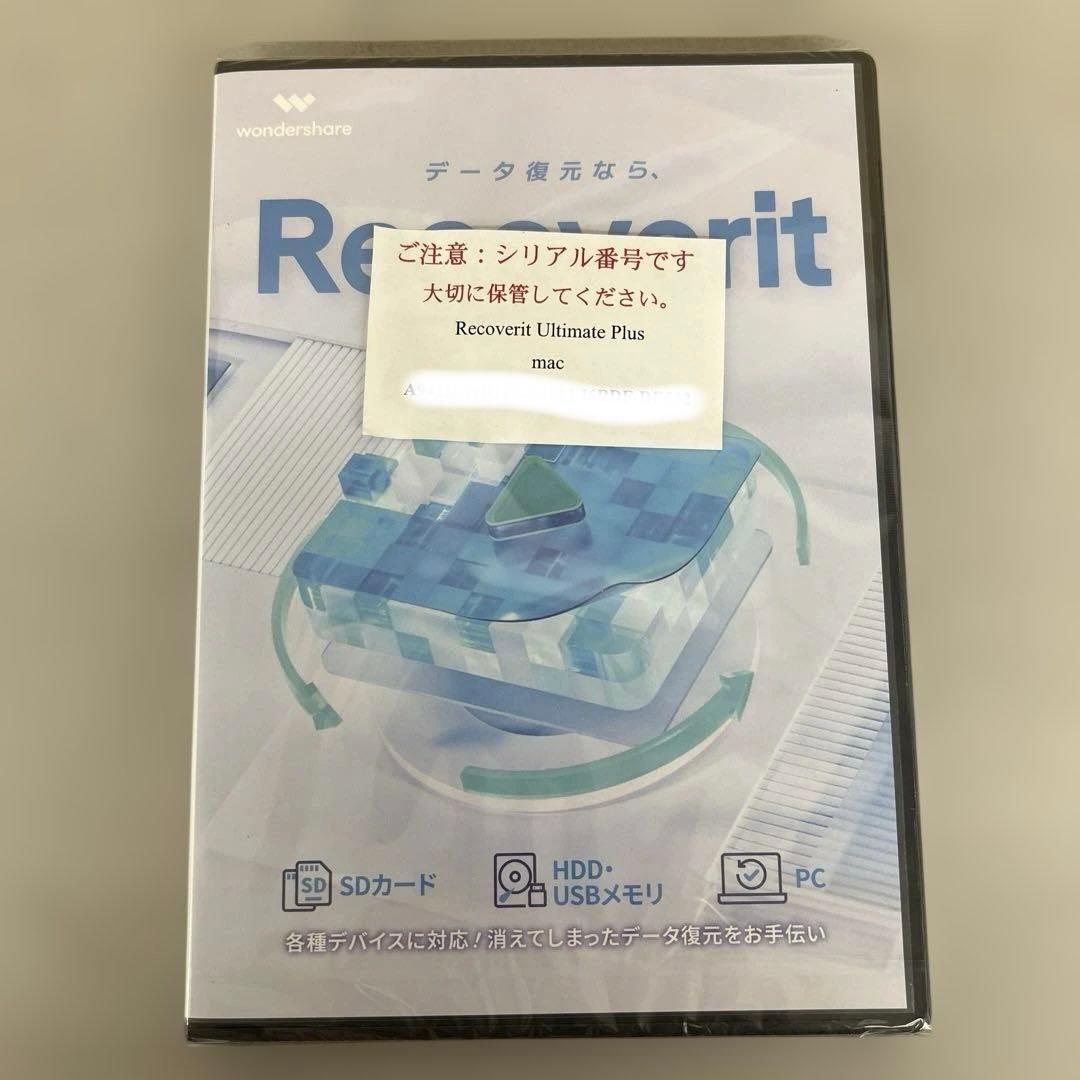 wondershare
データ復元なら、
Recoverit
ご注意：シリアル番号です
大切に保管してください。
Recoverit Ultimate Plus
mac
SD
SDカード
HDD・
USBメモリ
PC
各種デバイスに対応！消えてしまったデータ復元をお手伝い